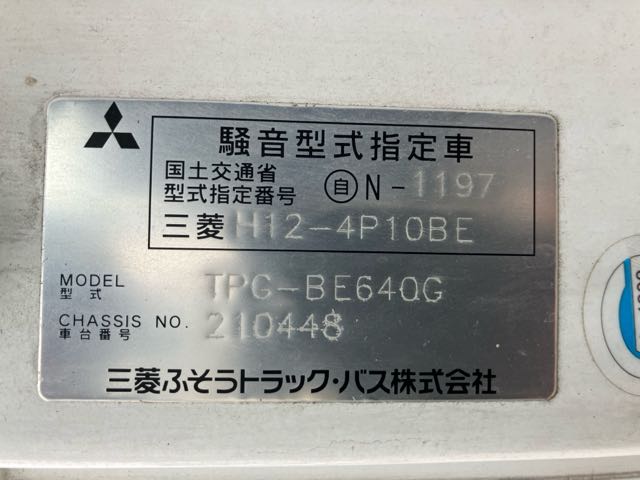 騒音型式指定車
国土交通省
型式指定番号 自 N-1197
三菱 H12-4P10BE
MODEL
型式 TPG-BE640G
CHASSIS NO. 210448
車台番号
三菱ふそうトラック・バス株式会社